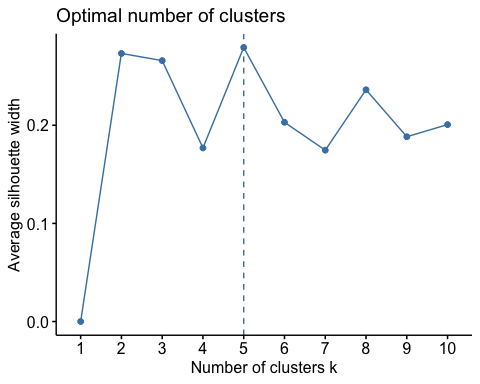 Optimal number of clusters
Average silhouette width
0.2
0.1
0.0
1 2 3 4 5 6 7 8 9 10
Number of clusters k